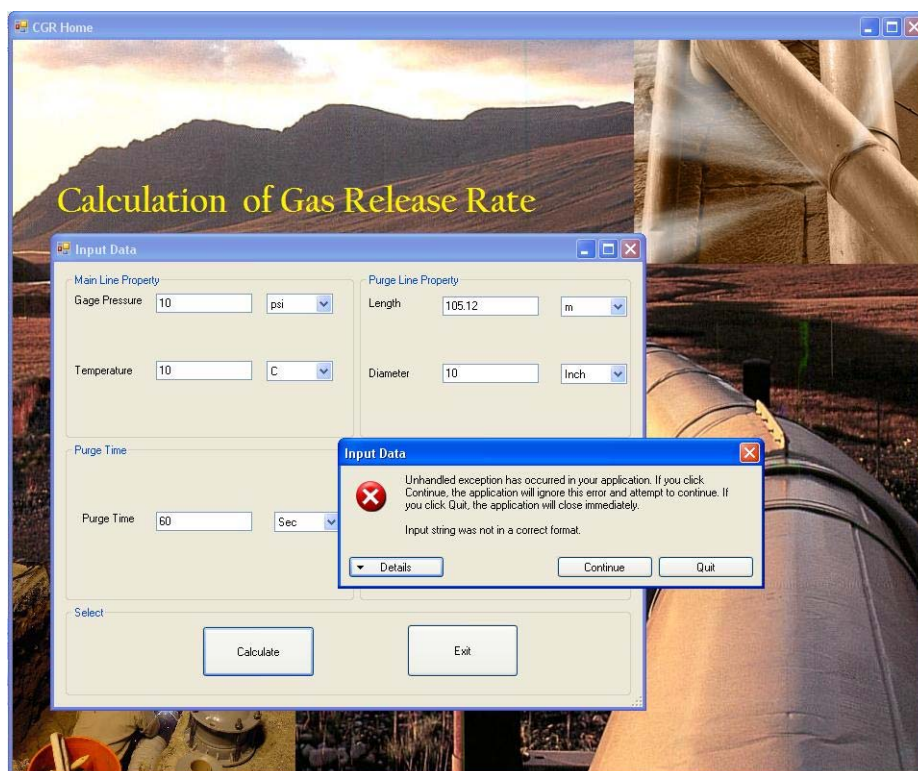 CGR Home
Calculation of Gas Release Rate
Input Data
Main Line Property
Gage Pressure 10 psi
Temperature 10 C
Purge Line Property
Length 105.12 m
Diameter 10 Inch
Purge Time
Purge Time 60 Sec
Input Data
Unhandled exception has occurred in your application. If you click
Continue, the application will ignore this error and attempt to continue. If
you click Quit, the application will close immediately.
Input string was not in a correct format.
Details Continue Quit
Select
Calculate Exit